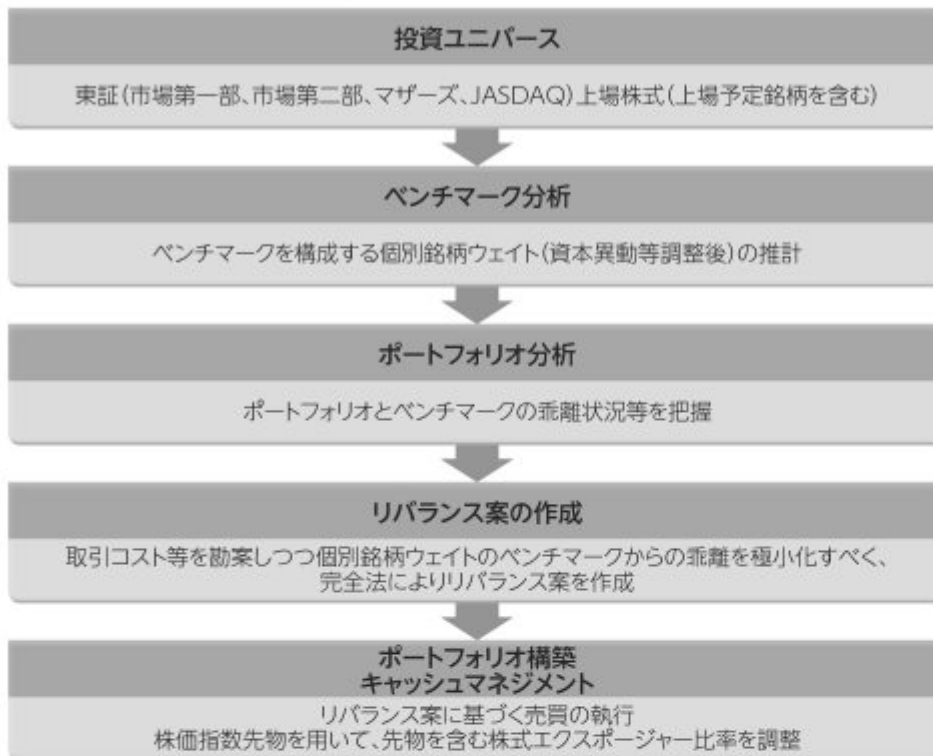 投資ユニバース
東証(市場第一部、市場第二部、マザーズ、JASDAQ)上場株式(上場予定銘柄を含む)
ベンチマーク分析
ベンチマークを構成する個別銘柄ウェイト(資本異動等調整後)の推計
ポートフォリオ分析
ポートフォリオとベンチマークの乖離状況等を把握
リバランス案の作成
取引コスト等を勘案しつつ個別銘柄ウェイトのベンチマークからの乖離を極小化すべく、
完全法によりリバランス案を作成
ポートフォリオ構築
キャッシュマネジメント
リバランス案に基づく売買の執行
株価指数先物を用いて、先物を含む株式エクスポージャー比率を調整